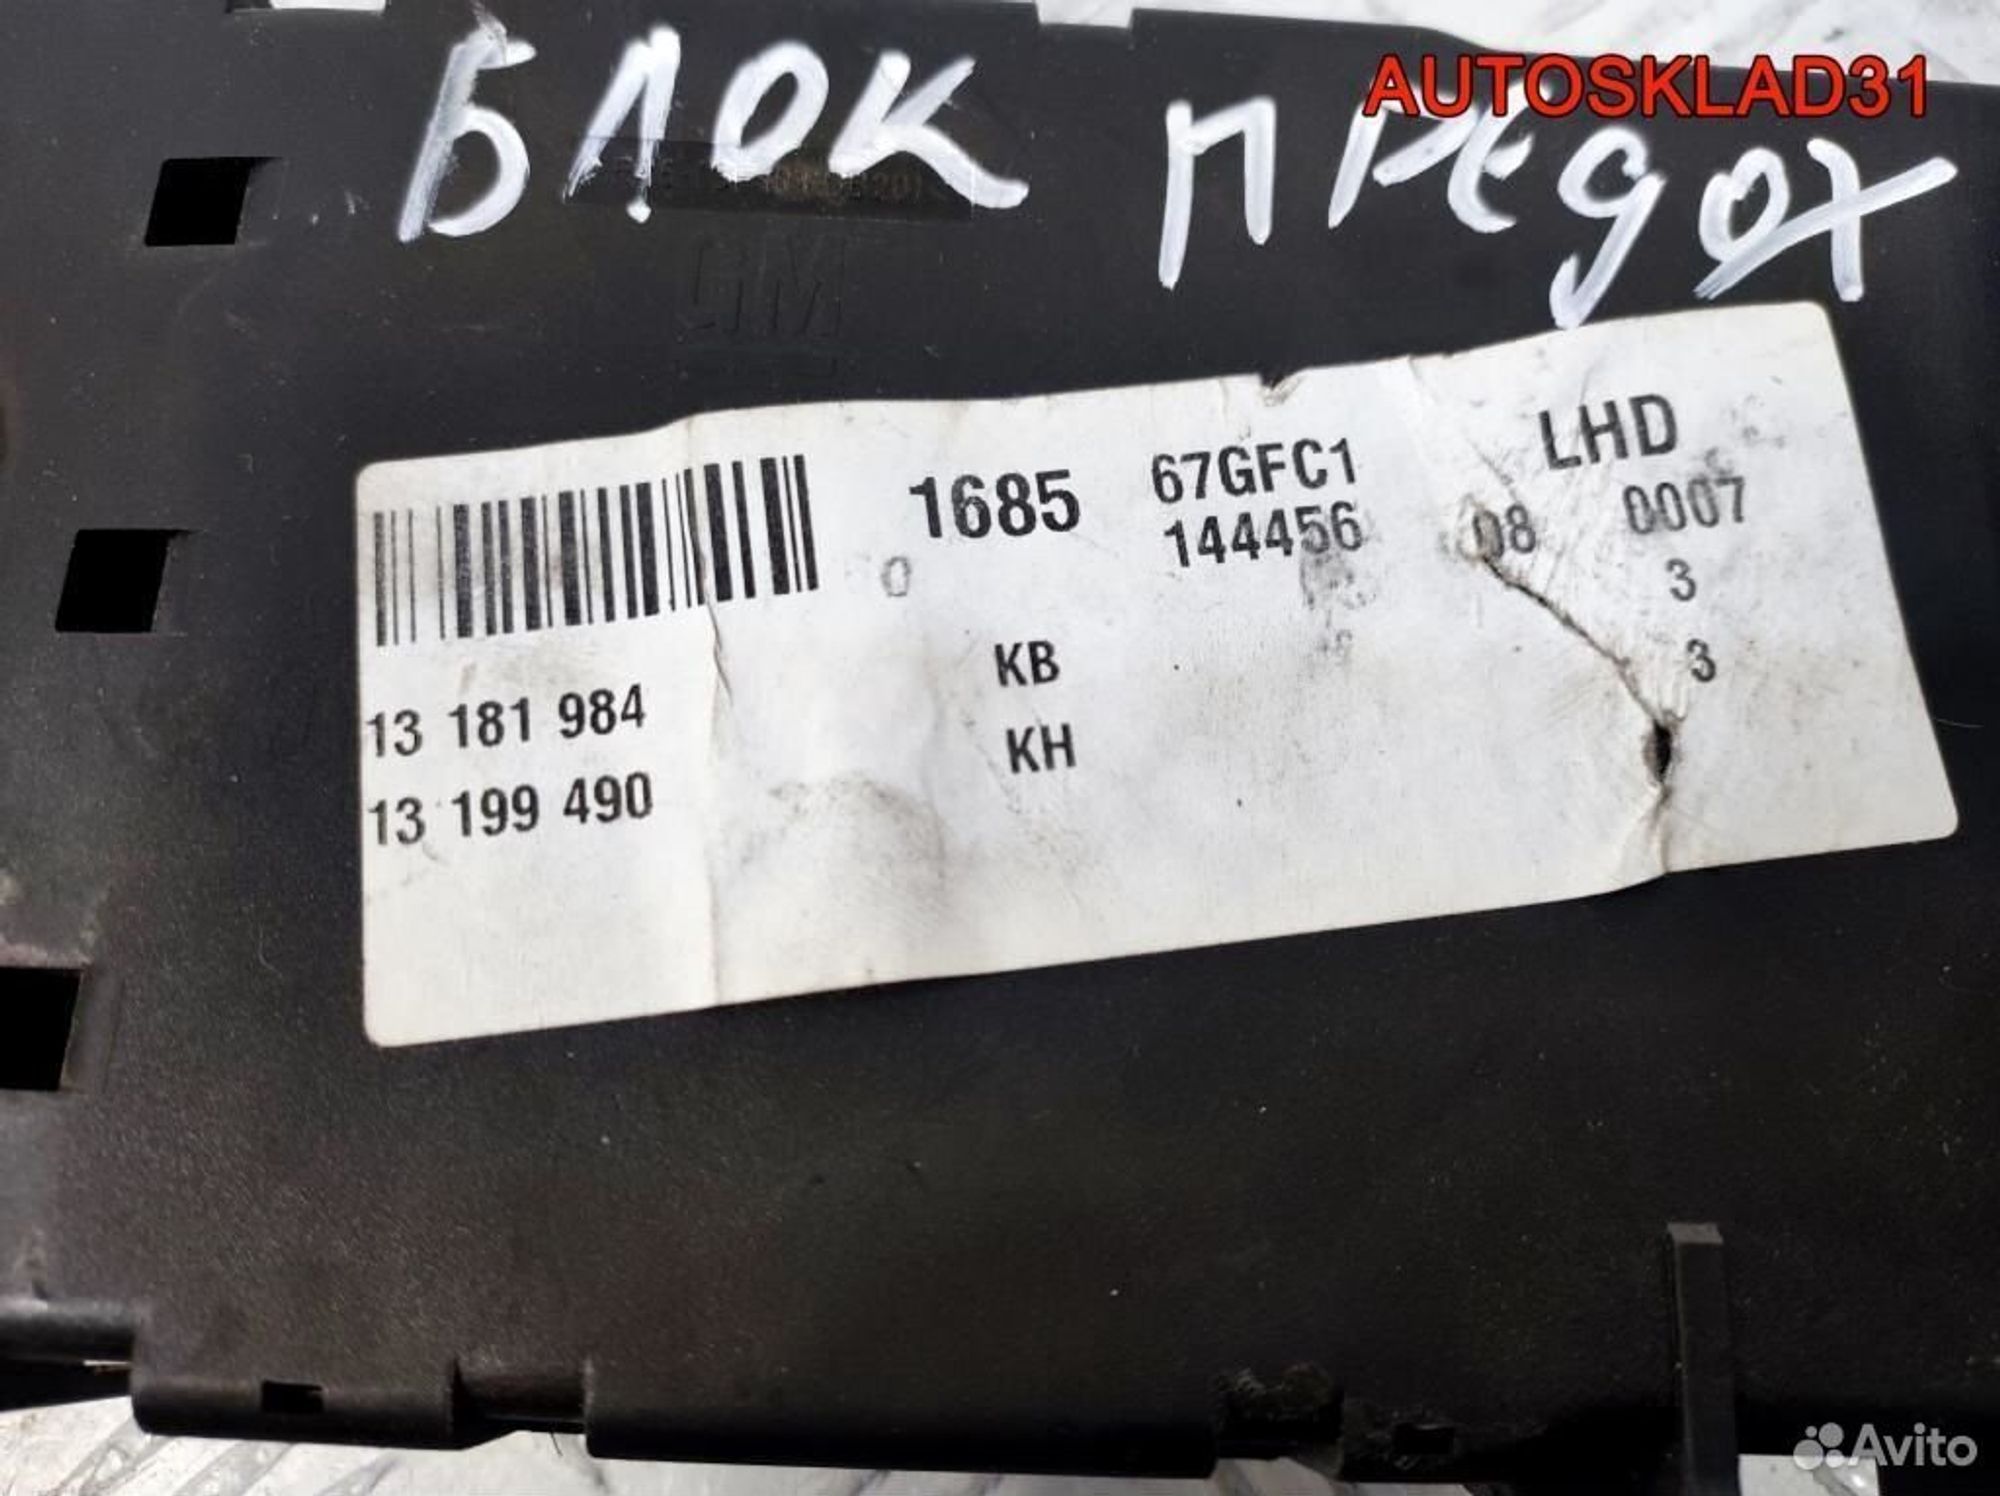 AUTOSKLAD31
БЛОК ПРЕДОХ
GM
1685 67GFC1 LHD
0 144456 08 0007
3
13 181 984 KB 3
13 199 490 KH
Avito